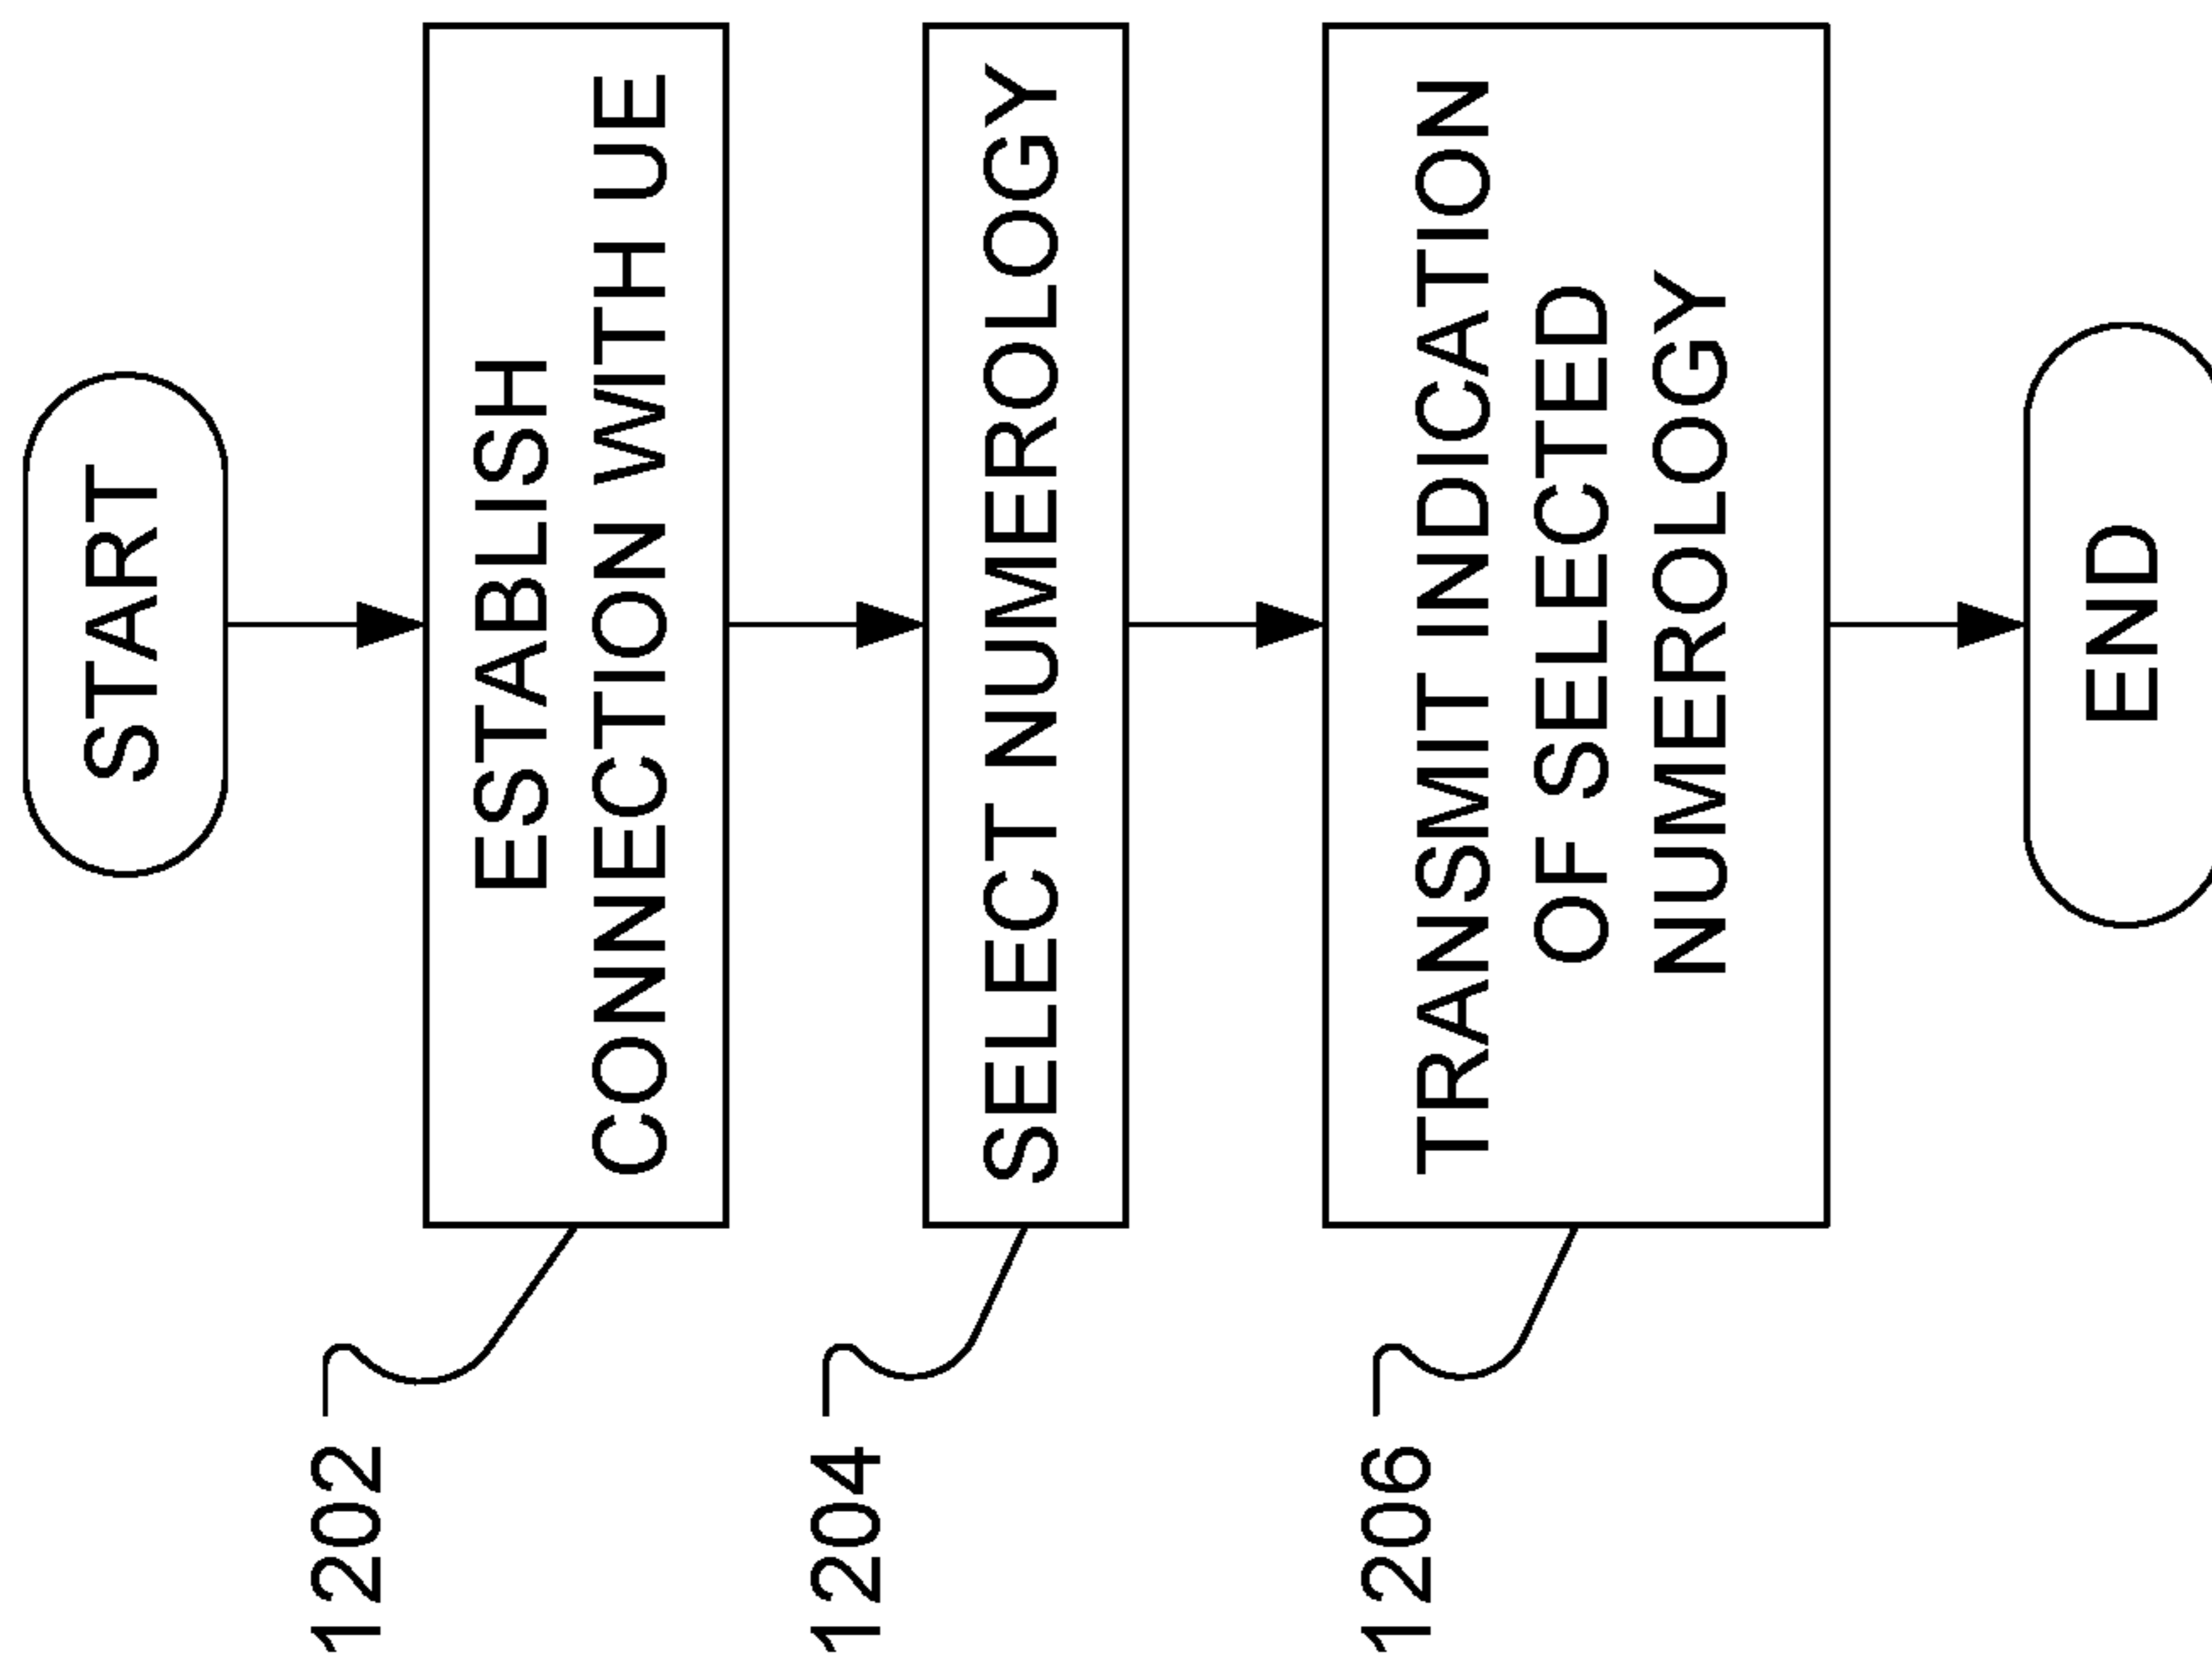 START
1202
ESTABLISH
CONNECTION WITH UE
1204
SELECT NUMEROLOGY
1206
TRANSMIT INDICATION
OF SELECTED
NUMEROLOGY
END